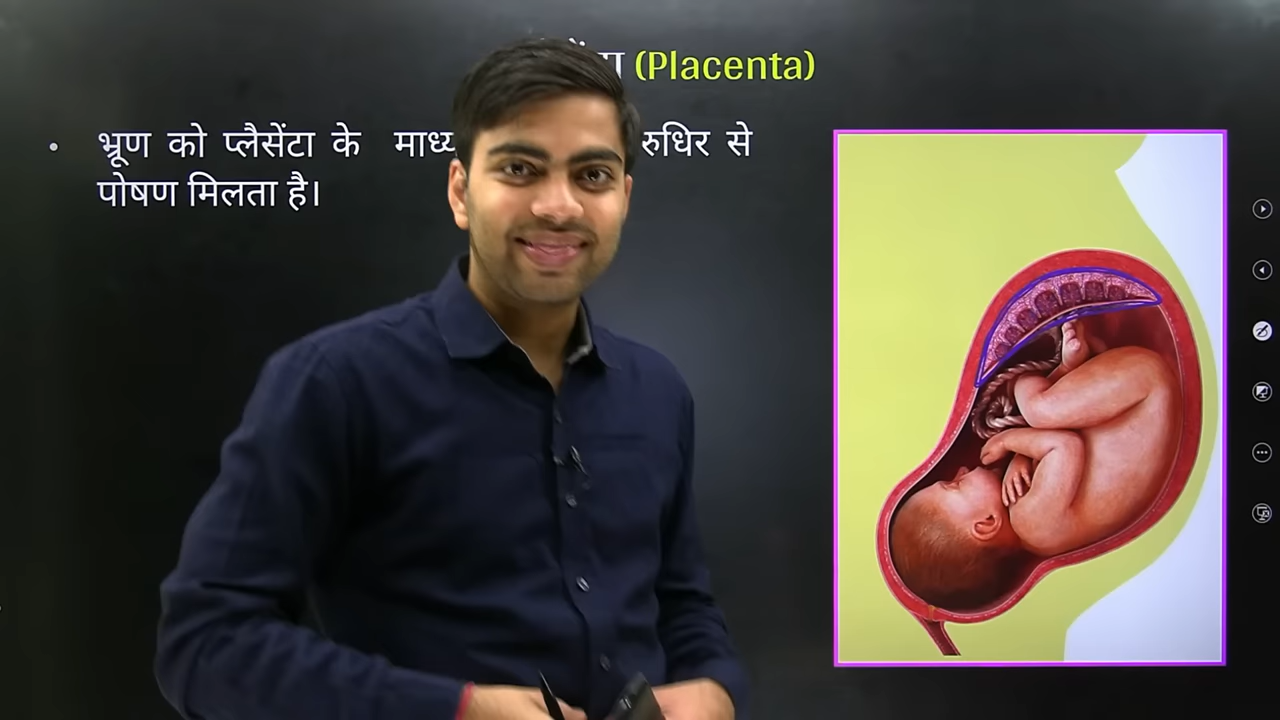 (Placenta)
• भ्रूण को प्लैसेंटा के रुधिर से
पोषण मिलता है।